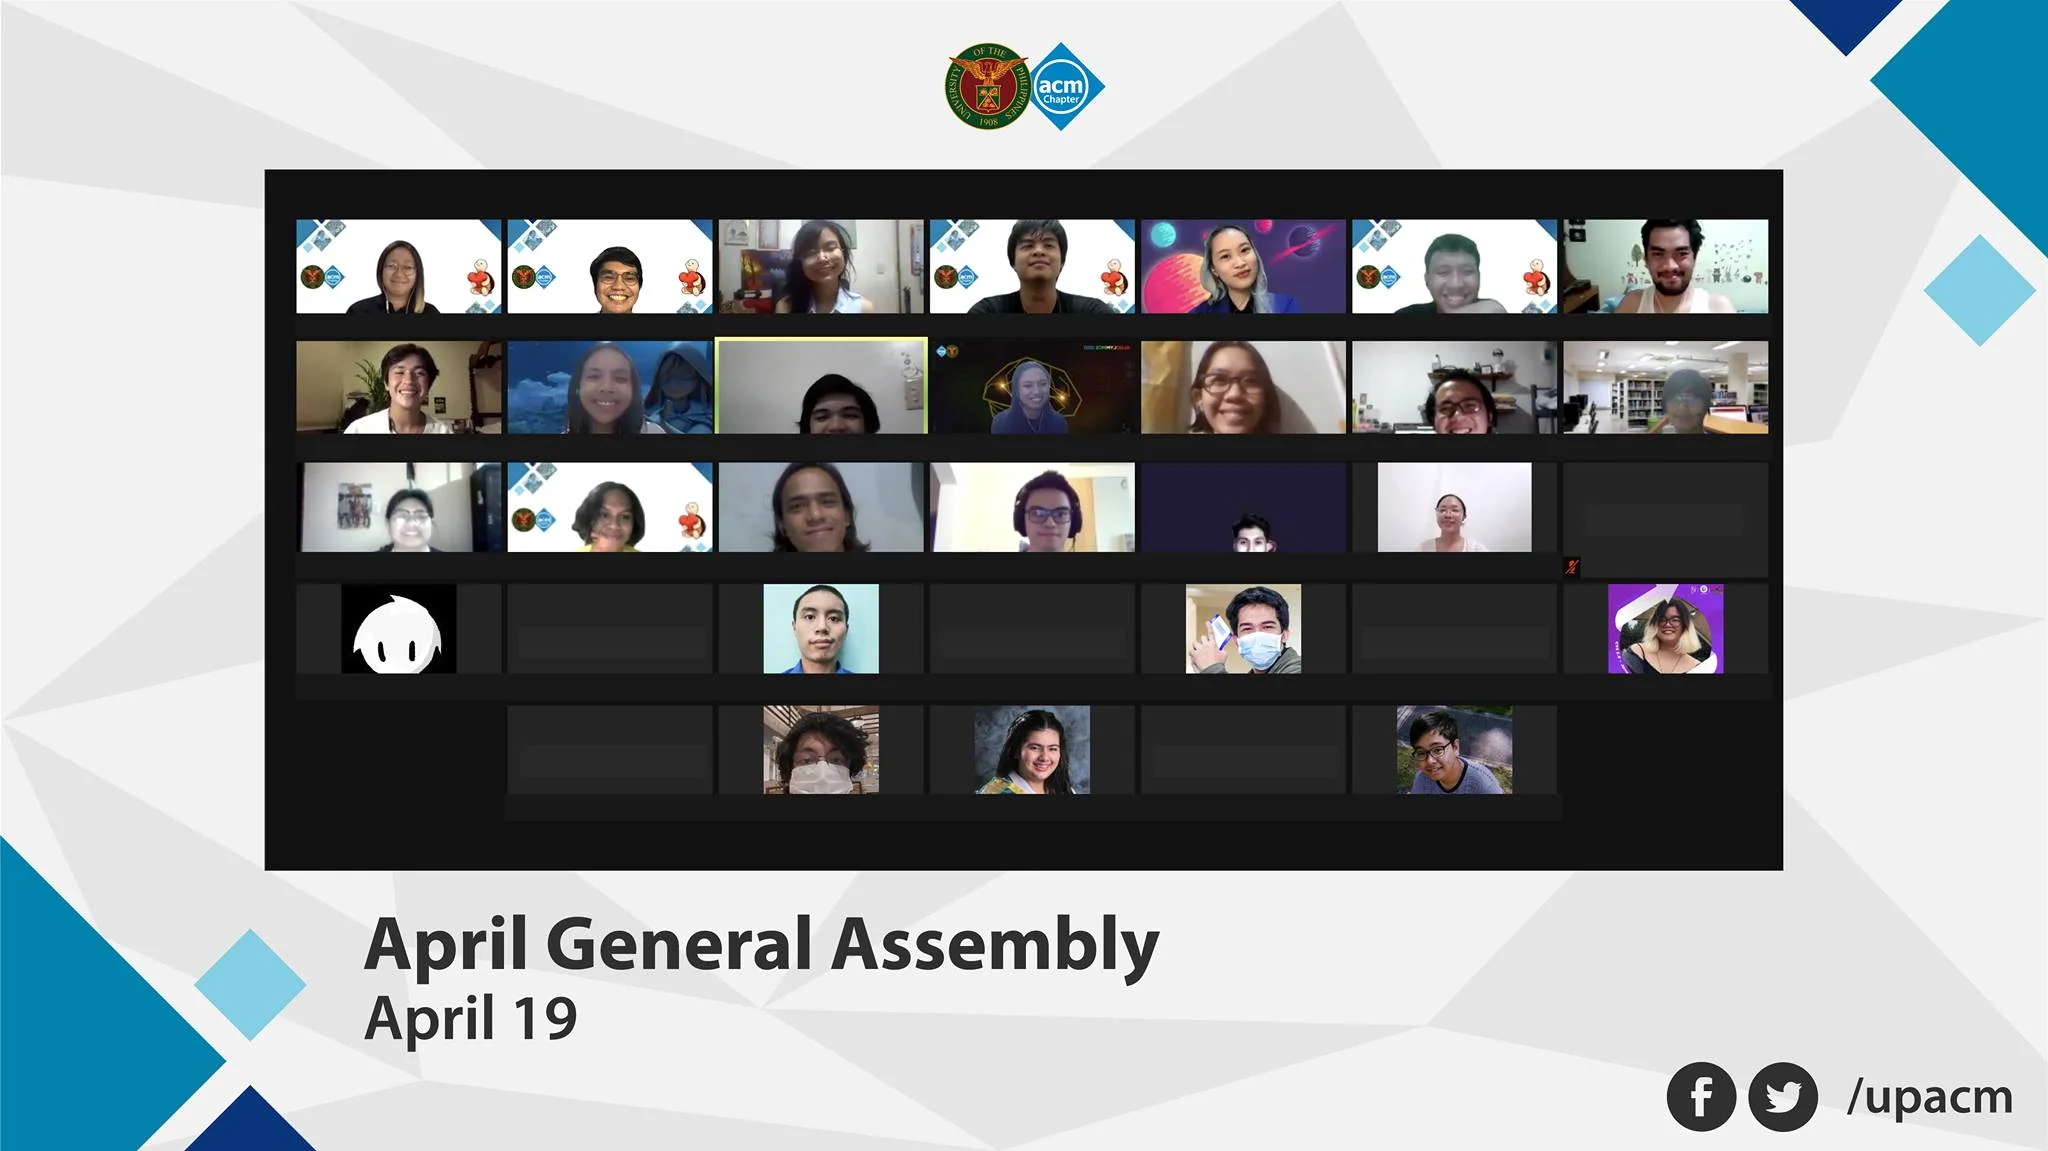 UNIVERSITY OF THE PHILIPPINES
1908
acm
Chapter
April General Assembly
April 19
/upacm